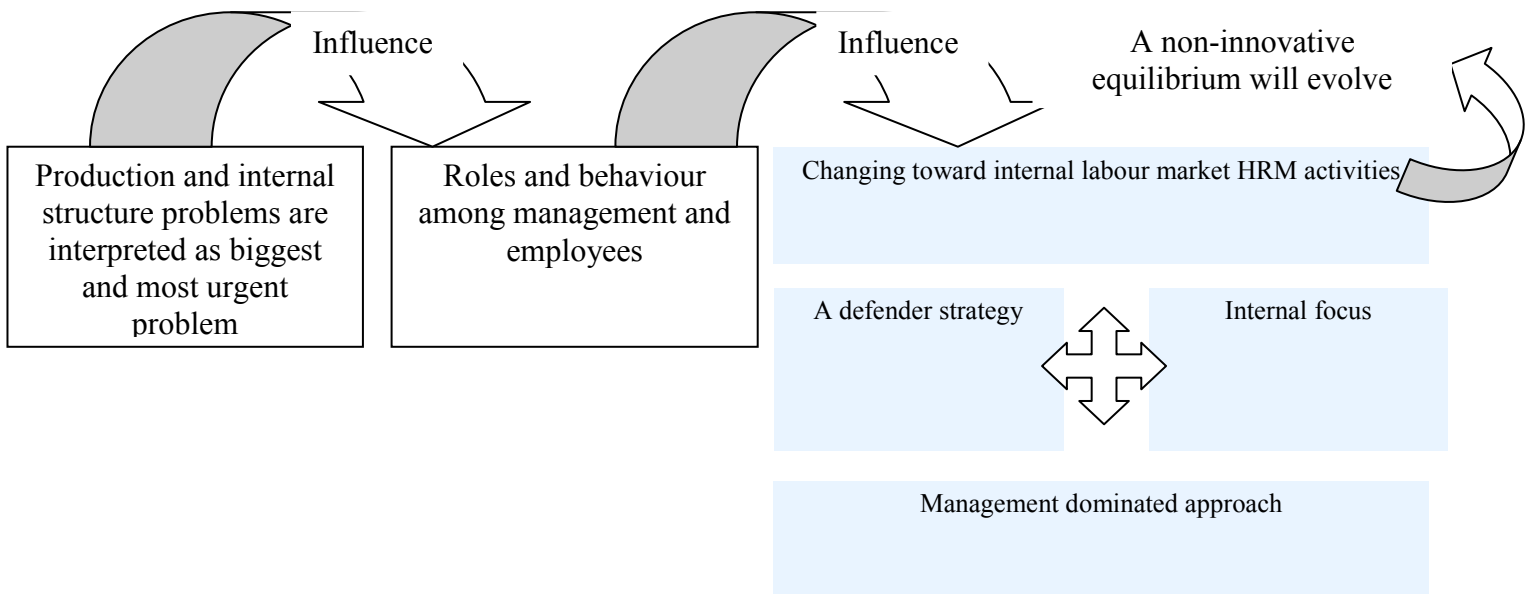 Influence
Influence
A non-innovative
equilibrium will evolve
Production and internal
structure problems are
interpreted as biggest
and most urgent
problem
Roles and behaviour
among management and
employees
Changing toward internal labour market HRM activities
A defender strategy
Internal focus
Management dominated approach